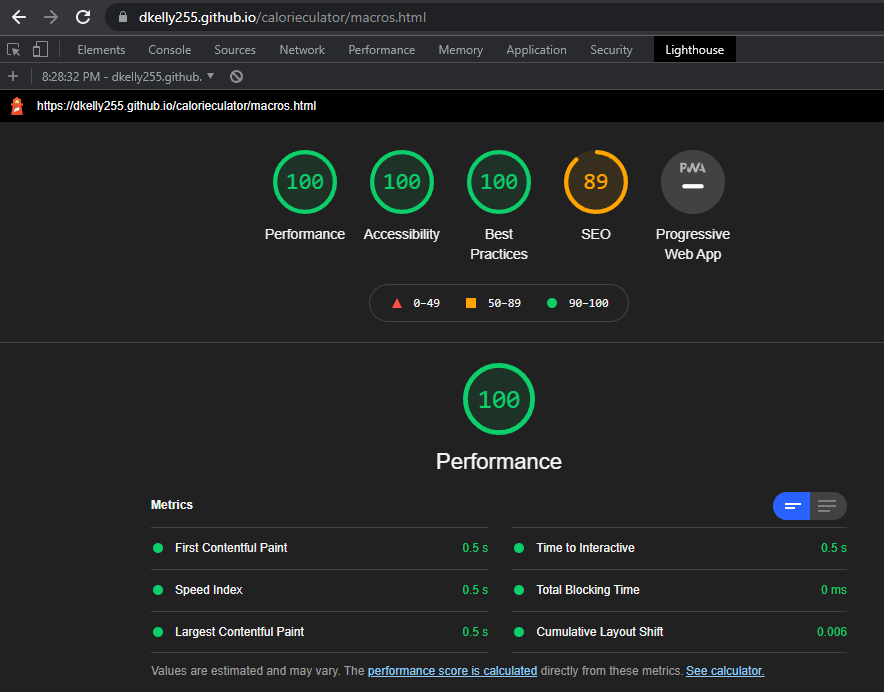 dkelly255.github.io/calorieculator/macros.html
Elements Console Sources Network Performance Memory Application Security Lighthouse
8:28:32 PM - dkelly255.github.
https://dkelly255.github.io/calorieculator/macros.html
100 100 100 89 PWA
Performance Accessibility Best Practices SEO Progressive Web App
0–49 50–89 90–100
100
Performance
Metrics
First Contentful Paint 0.5 s Time to Interactive 0.5 s
Speed Index 0.5 s Total Blocking Time 0 ms
Largest Contentful Paint 0.5 s Cumulative Layout Shift 0.006
Values are estimated and may vary. The performance score is calculated directly from these metrics. See calculator.